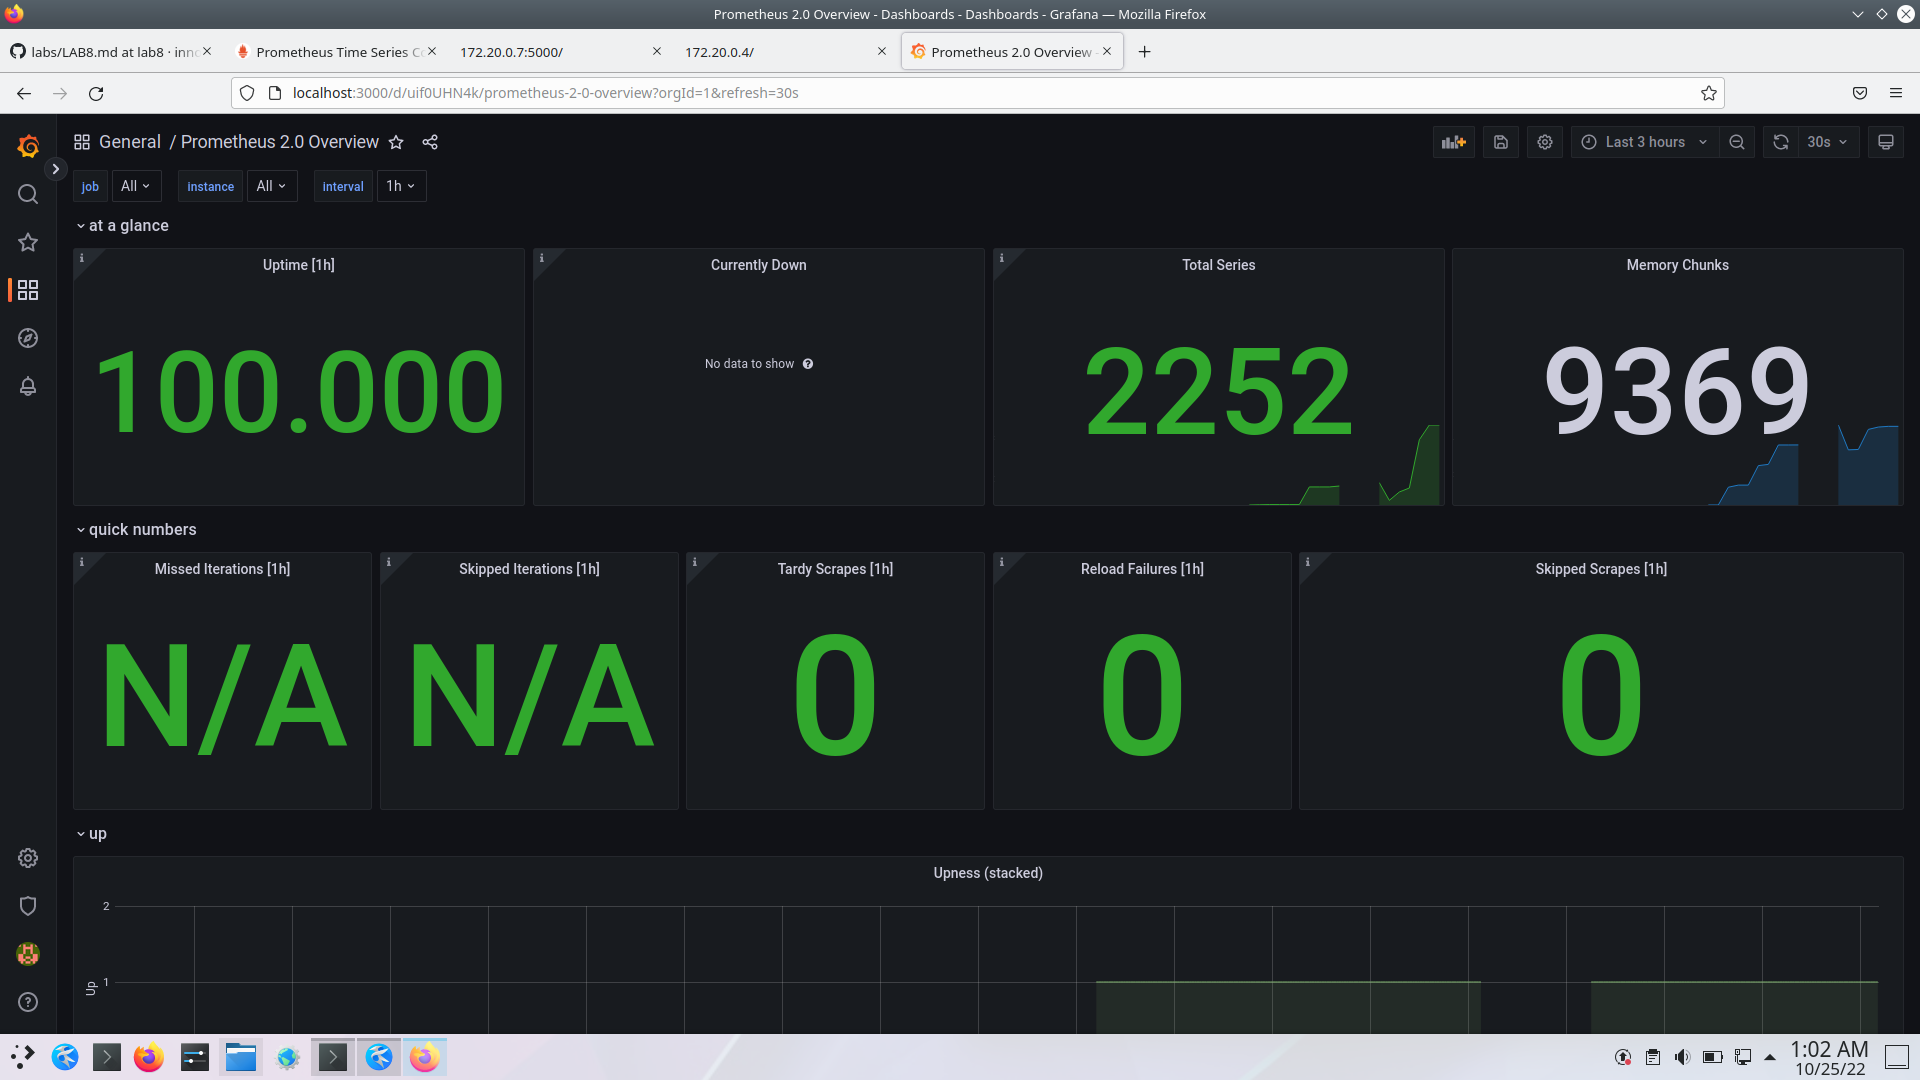 Prometheus 2.0 Overview - Dashboards - Dashboards - Grafana — Mozilla Firefox
labs/LAB8.md at lab8 · inno
Prometheus Time Series Co
172.20.0.7:5000/
172.20.0.4/
Prometheus 2.0 Overview -
localhost:3000/d/uif0UHN4k/prometheus-2-0-overview?orgId=1&refresh=30s
General / Prometheus 2.0 Overview
Last 3 hours
30s
job All
instance All
interval 1h
at a glance
Uptime [1h]
100.000
Currently Down
No data to show
Total Series
2252
Memory Chunks
9369
quick numbers
Missed Iterations [1h]
N/A
Skipped Iterations [1h]
N/A
Tardy Scrapes [1h]
0
Reload Failures [1h]
0
Skipped Scrapes [1h]
0
up
Upness (stacked)
2
1
Up
1:02 AM
10/25/22